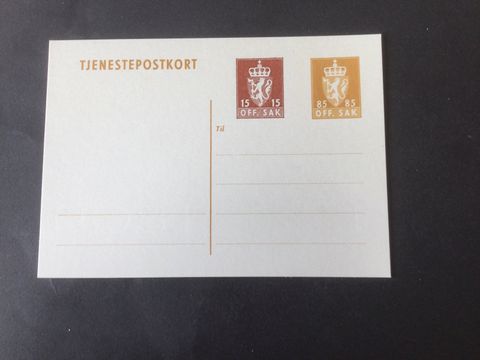 TJENESTEPOSTKORT
15 15
OFF. SAK
85 85
OFF. SAK
Til